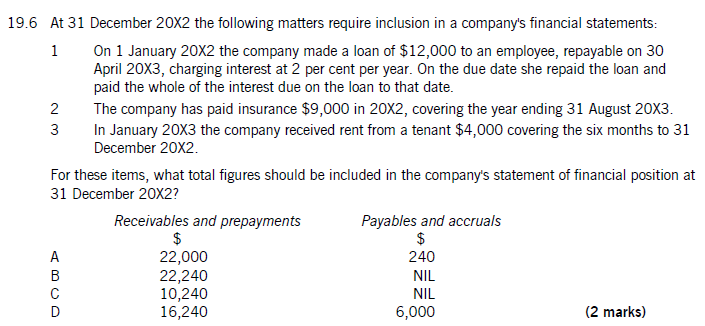 19.6 At 31 December 20X2 the following matters require inclusion in a company's financial statements:
1 On 1 January 20X2 the company made a loan of $12,000 to an employee, repayable on 30
April 20X3, charging interest at 2 per cent per year. On the due date she repaid the loan and
paid the whole of the interest due on the loan to that date.
2 The company has paid insurance $9,000 in 20X2, covering the year ending 31 August 20X3.
3 In January 20X3 the company received rent from a tenant $4,000 covering the six months to 31
December 20X2.
For these items, what total figures should be included in the company's statement of financial position at
31 December 20X2?
Receivables and prepayments Payables and accruals
$ $
A 22,000 240
B 22,240 NIL
C 10,240 NIL
D 16,240 6,000 (2 marks)